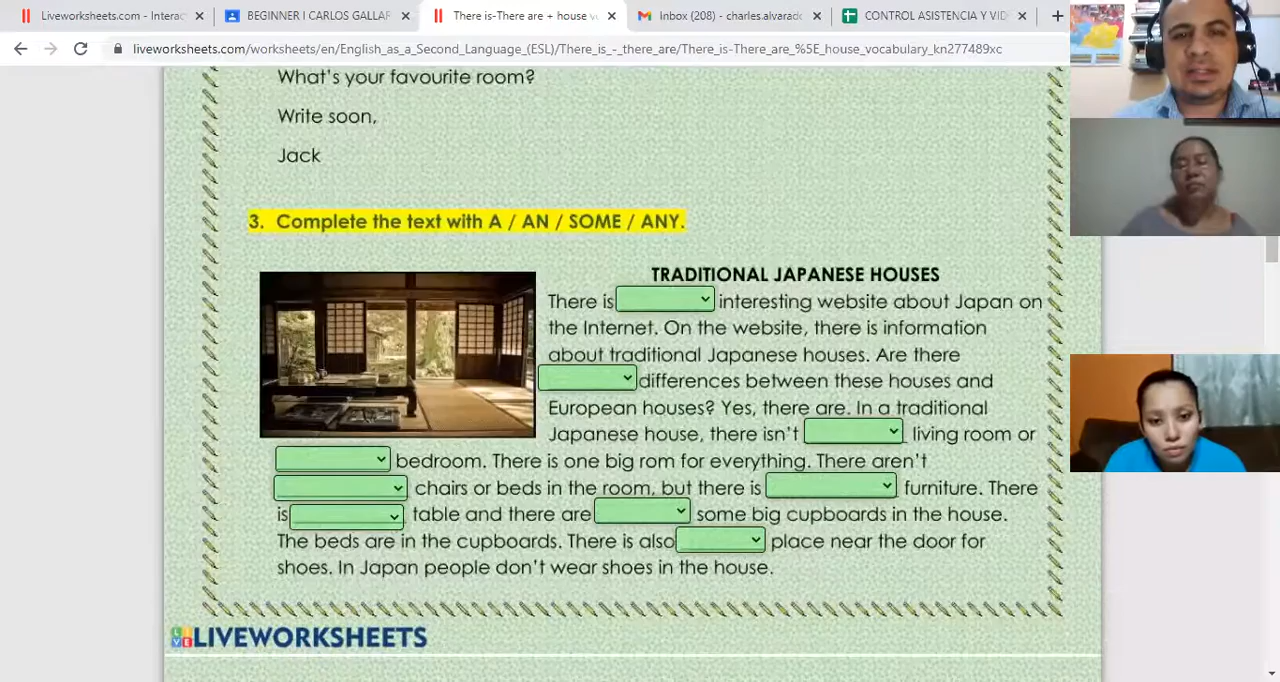 Liveworksheets.com - Interac
BEGINNER I CARLOS GALLAR
There is-There are + house v
Inbox (208) - charles.alvarado
CONTROL ASISTENCIA Y VID
liveworksheets.com/worksheets/en/English_as_a_Second_Language_(ESL)/There_is_-_there_are/There_is-There_are_%5E_house_vocabulary_kn277489xc
What's your favourite room?
Write soon,
Jack
3. Complete the text with A / AN / SOME / ANY.
TRADITIONAL JAPANESE HOUSES
There is interesting website about Japan on
the Internet. On the website, there is information
about traditional Japanese houses. Are there
differences between these houses and
European houses? Yes, there are. In a traditional
Japanese house, there isn't living room or
bedroom. There is one big rom for everything. There aren't
chairs or beds in the room, but there is furniture. There
is table and there are some big cupboards in the house.
The beds are in the cupboards. There is also place near the door for
shoes. In Japan people don't wear shoes in the house.
LIVEWORKSHEETS